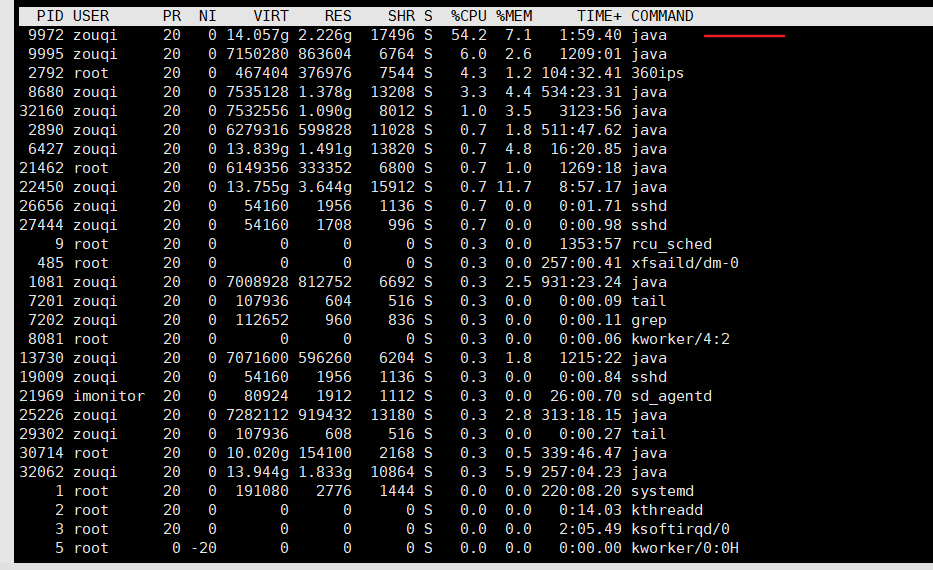 PID USER PR NI VIRT RES SHR S %CPU %MEM TIME+ COMMAND
9972 zouqi 20 0 14.057g 2.226g 17496 S 54.2 7.1 1:59.40 java
9995 zouqi 20 0 7150280 863604 6764 S 6.0 2.6 1209:01 java
2792 root 20 0 467404 376976 7544 S 4.3 1.2 104:32.41 360ips
8680 zouqi 20 0 7535128 1.378g 13208 S 3.3 4.4 534:23.31 java
32160 zouqi 20 0 7532556 1.090g 8012 S 1.0 3.5 3123:56 java
2890 zouqi 20 0 6279316 599828 11028 S 0.7 1.8 511:47.62 java
6427 zouqi 20 0 13.839g 1.491g 13820 S 0.7 4.8 16:20.85 java
21462 root 20 0 6149356 333352 6800 S 0.7 1.0 1269:18 java
22450 zouqi 20 0 13.755g 3.644g 15912 S 0.7 11.7 8:57.17 java
26656 zouqi 20 0 54160 1956 1136 S 0.7 0.0 0:01.71 sshd
27444 zouqi 20 0 54160 1708 996 S 0.7 0.0 0:00.98 sshd
9 root 20 0 0 0 0 S 0.3 0.0 1353:57 rcu_sched
485 root 20 0 0 0 0 S 0.3 0.0 257:00.41 xfsaild/dm-0
1081 zouqi 20 0 7008928 812752 6692 S 0.3 2.5 931:23.24 java
7201 zouqi 20 0 107936 604 516 S 0.3 0.0 0:00.09 tail
7202 zouqi 20 0 112652 960 836 S 0.3 0.0 0:00.11 grep
8081 root 20 0 0 0 0 S 0.3 0.0 0:00.06 kworker/4:2
13730 zouqi 20 0 7071600 596260 6204 S 0.3 1.8 1215:22 java
19009 zouqi 20 0 54160 1956 1136 S 0.3 0.0 0:00.84 sshd
21969 imonitor 20 0 80924 1912 1112 S 0.3 0.0 26:00.70 sd_agentd
25226 zouqi 20 0 7282112 919432 13180 S 0.3 2.8 313:18.15 java
29302 zouqi 20 0 107936 608 516 S 0.3 0.0 0:00.27 tail
30714 root 20 0 10.020g 154100 2168 S 0.3 0.5 339:46.47 java
32062 zouqi 20 0 13.944g 1.833g 10864 S 0.3 5.9 257:04.23 java
1 root 20 0 191080 2776 1444 S 0.0 0.0 220:08.20 systemd
2 root 20 0 0 0 0 S 0.0 0.0 0:14.03 kthreadd
3 root 20 0 0 0 0 S 0.0 0.0 2:05.49 ksoftirqd/0
5 root 0 -20 0 0 0 S 0.0 0.0 0:00.00 kworker/0:0H